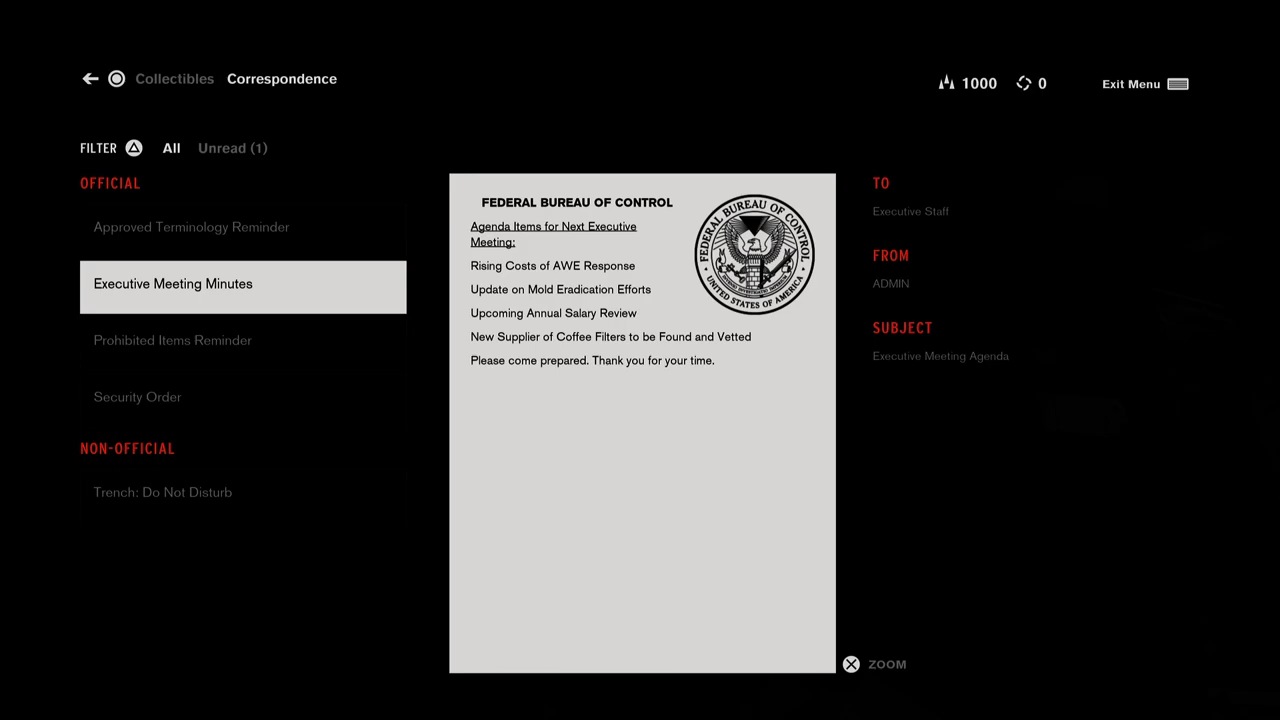 Collectibles Correspondence
1000 0 Exit Menu
FILTER All Unread (1)
OFFICIAL
Approved Terminology Reminder
Executive Meeting Minutes
Prohibited Items Reminder
Security Order
NON-OFFICIAL
Trench: Do Not Disturb
FEDERAL BUREAU OF CONTROL
Agenda Items for Next Executive
Meeting:
Rising Costs of AWE Response
Update on Mold Eradication Efforts
Upcoming Annual Salary Review
New Supplier of Coffee Filters to be Found and Vetted
Please come prepared. Thank you for your time.
FEDERAL BUREAU OF CONTROL
UNITED STATES OF AMERICA
TO
Executive Staff
FROM
ADMIN
SUBJECT
Executive Meeting Agenda
ZOOM